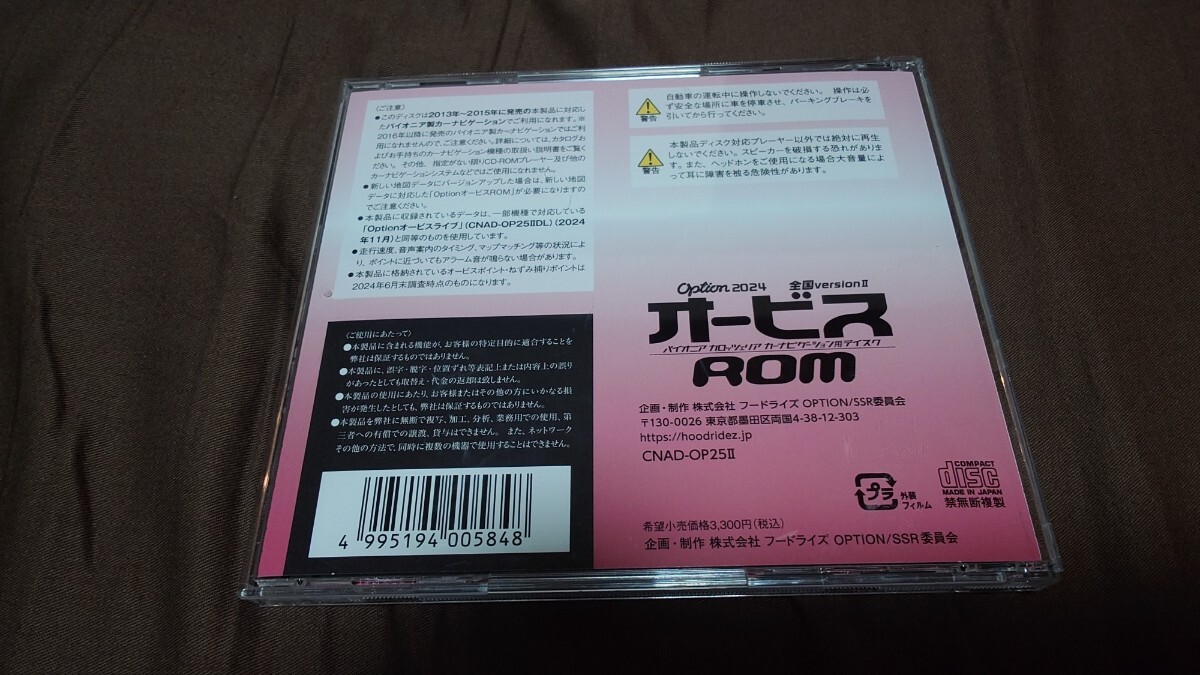 〈ご注意〉
●このディスクは2013年～2015年に発売の本製品に対応し
たパイオニア製カーナビゲーションでご利用になれます。※
2016年以降に発売のパイオニア製カーナビゲーションではご利
用になれませんので、ご注意ください。詳細については、カタログお
よびお手持ちのカーナビゲーション機種の取扱い説明書をご覧く
ださい。 その他、指定がない限りCD-ROMプレーヤー及び他の
カーナビゲーションシステムなどではご使用になれません。
●新しい地図データにバージョンアップした場合は、新しい地図
データに対応した「OptionオービスROM」が必要になりますの
でご注意ください。
●本製品に収録されているデータは、一部機種で対応している
「Optionオービスライブ」(CNAD-OP25ⅡDL) (2024
年11月)と同等のものを使用しています。
●走行速度、音声案内のタイミング、マップマッチング等の状況によ
り、ポイントに近づいてもアラーム音が鳴らない場合があります。
●本製品に格納されているオービスポイント・ねずみ捕りポイントは
2024年6月末調査時点のものになります。
〈ご使用にあたって〉
●本製品に含まれる機能が、お客様の特定目的に適合することを
弊社は保証するものではありません。
●本製品に、誤字・脱字・位置ずれ等表記上または内容上の誤り
があったとしても取替え・代金の返却は致しません。
●本製品の使用にあたり、お客様またはその他の方にいかなる損
害が発生したとしても、弊社は保証するものではありません。
●本製品を弊社に無断で複写、加工、分析、業務用での使用、第
三者への有償での譲渡、貸与はできません。 また、ネットワーク
その他の方法で、同時に複数の機器で使用することはできません。
4 995194 005848
警告
自動車の運転中に操作しないでください。 操作は必
ず安全な場所に車を停車させ、パーキングブレーキを
引いてから行ってください。
警告
本製品ディスク対応プレーヤー以外では絶対に再生
しないでください。スピーカーを破損する恐れがありま
す。また、ヘッドホンをご使用になる場合大音量によ
って耳に障害を被る危険性があります。
Option 2024 全国versionⅡ
オービス
パイオニア カロッツェリア カーナビゲーション用ディスク
ROM
企画・制作 株式会社 フードライズ OPTION/SSR委員会
〒130-0026 東京都墨田区両国4-38-12-303
https://hoodridez.jp
CNAD-OP25Ⅱ
プラ
外装
フィルム
COMPACT
disc
MADE IN JAPAN
禁無断複製
希望小売価格3,300円(税込)
企画・制作 株式会社 フードライズ OPTION/SSR委員会